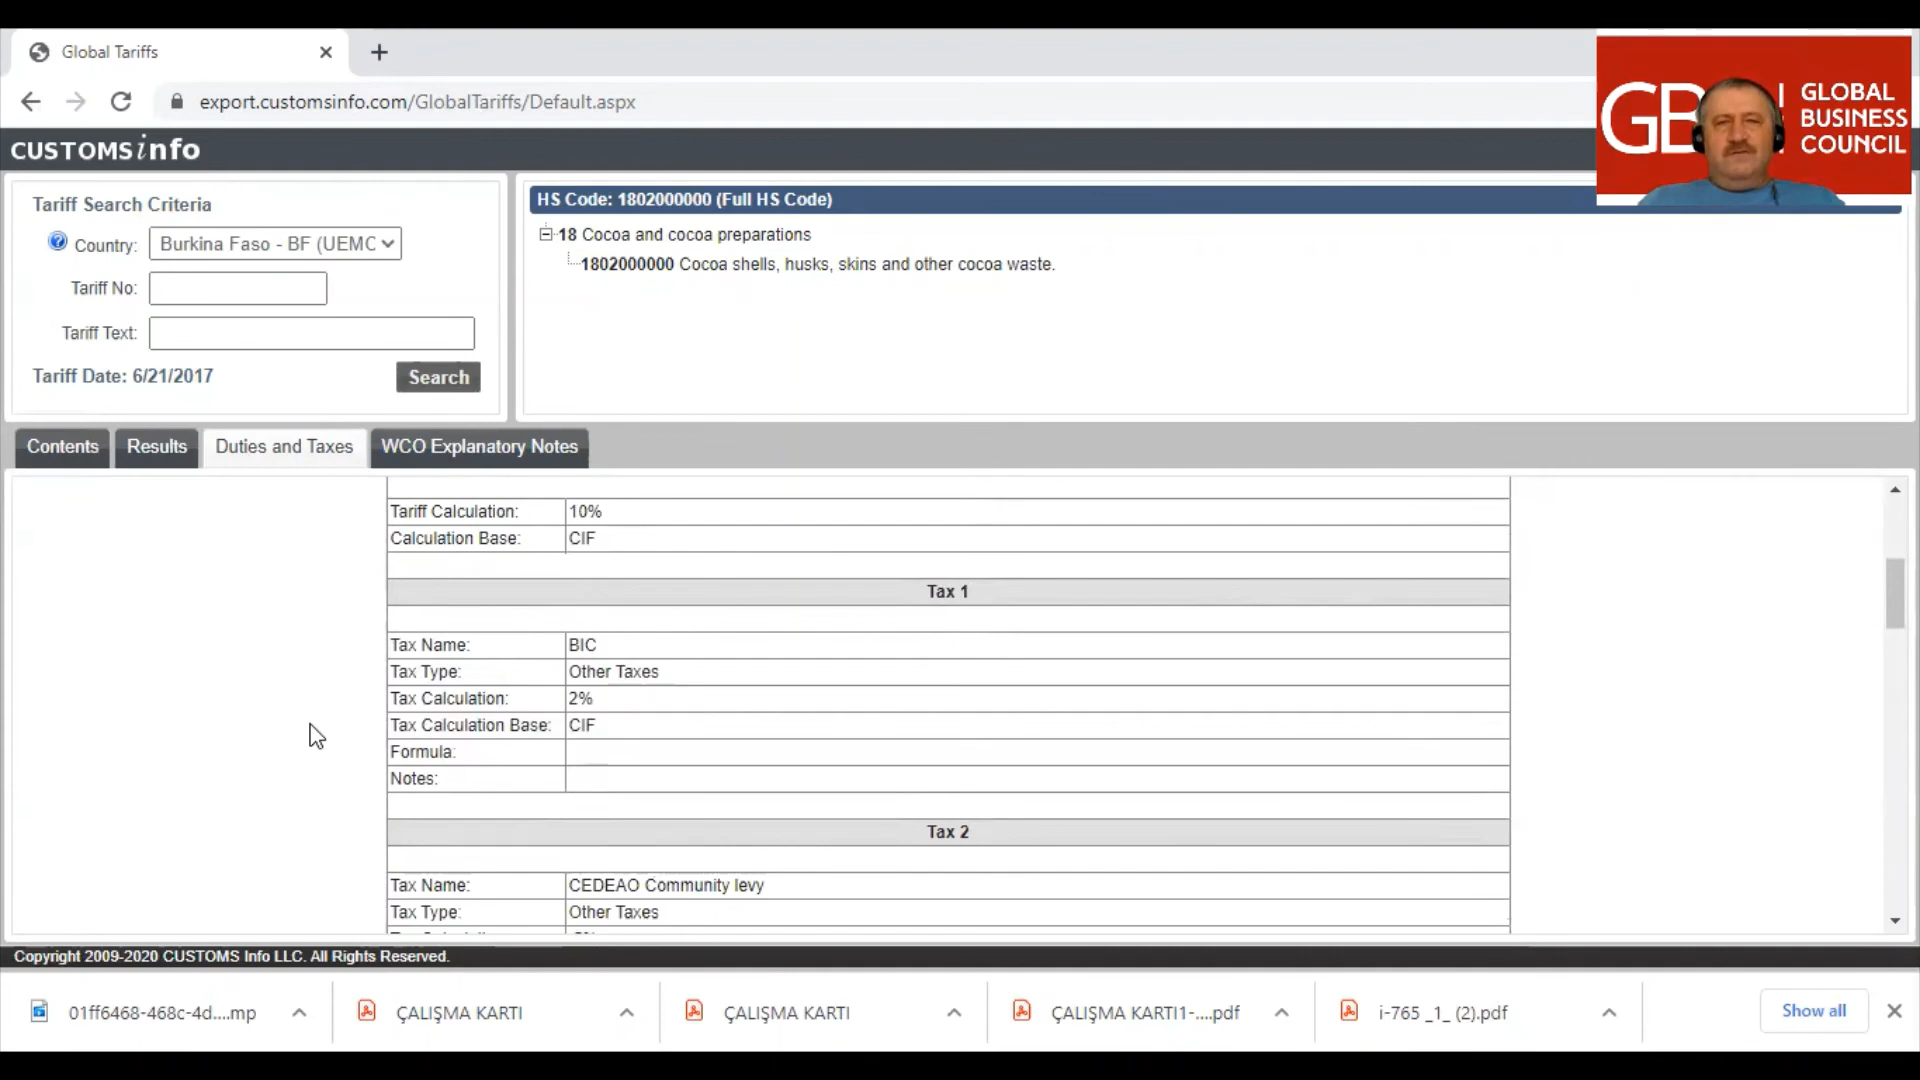 Global Tariffs
export.customsinfo.com/GlobalTariffs/Default.aspx
GLOBAL
BUSINESS
COUNCIL
CUSTOMSinfo
Tariff Search Criteria
Country: Burkina Faso - BF (UEMC
Tariff No:
Tariff Text:
Tariff Date: 6/21/2017 Search
HS Code: 1802000000 (Full HS Code)
18 Cocoa and cocoa preparations
1802000000 Cocoa shells, husks, skins and other cocoa waste.
Contents Results Duties and Taxes WCO Explanatory Notes
Tariff Calculation: 10%
Calculation Base: CIF
Tax 1
Tax Name: BIC
Tax Type: Other Taxes
Tax Calculation: 2%
Tax Calculation Base: CIF
Formula:
Notes:
Tax 2
Tax Name: CEDEAO Community levy
Tax Type: Other Taxes
Copyright 2009-2020 CUSTOMS Info LLC. All Rights Reserved.
01ff6468-468c-4d....mp ÇALIŞMA KARTI ÇALIŞMA KARTI ÇALIŞMA KARTI1-....pdf i-765 _1_ (2).pdf Show all